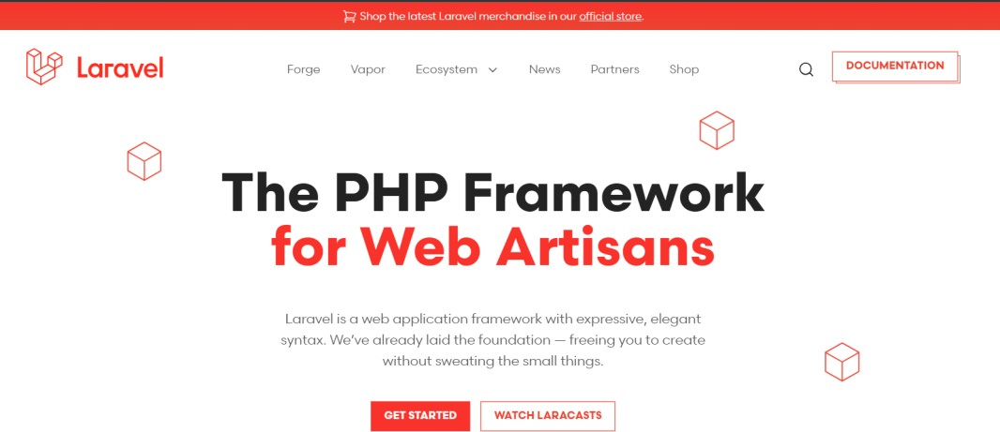 Shop the latest Laravel merchandise in our official store.
Laravel
Forge Vapor Ecosystem News Partners Shop
DOCUMENTATION
The PHP Framework
for Web Artisans
Laravel is a web application framework with expressive, elegant
syntax. We’ve already laid the foundation — freeing you to create
without sweating the small things.
GET STARTED WATCH LARACASTS